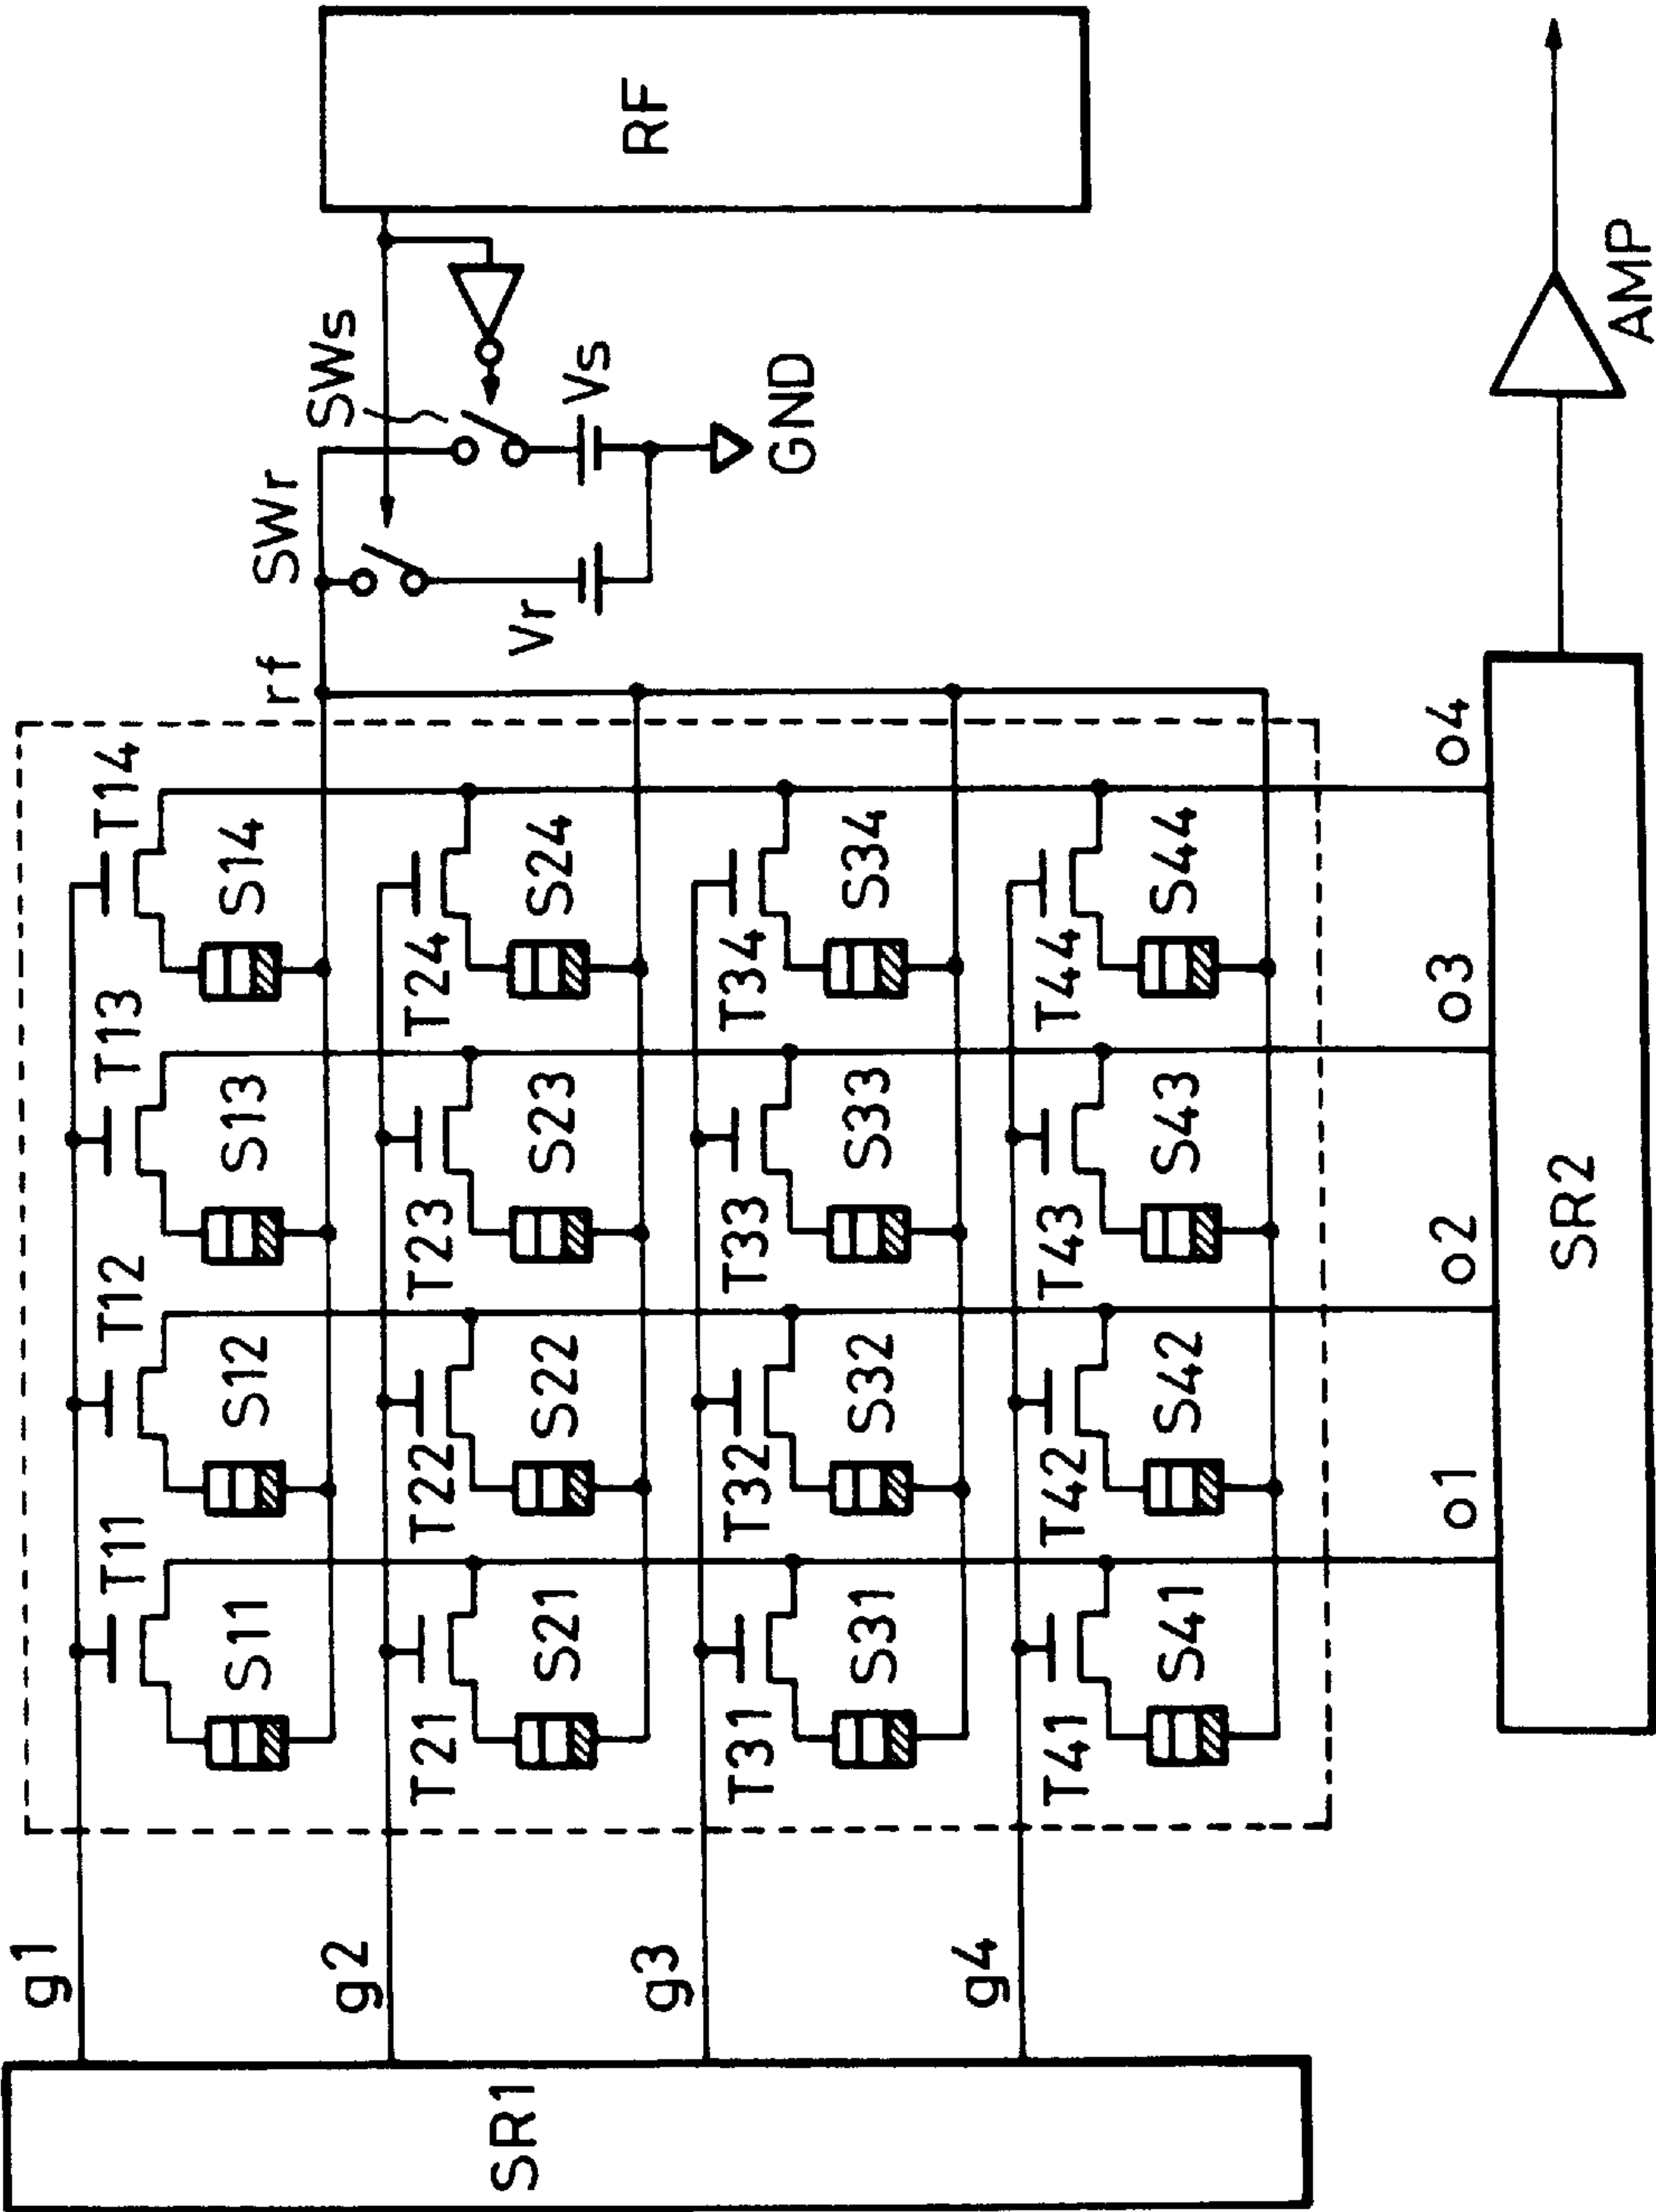 g1
T11
T12
T13
T14
S11
S12
S13
S14
g2
T21
T22
T23
T24
S21
S22
S23
S24
g3
T31
T32
T33
T34
S31
S32
S33
S34
g4
T41
T42
T43
T44
S41
S42
S43
S44
SR1
rf
SWr
SWs
Vr
Vs
GND
RF
o1
o2
o3
o4
SR2
AMP